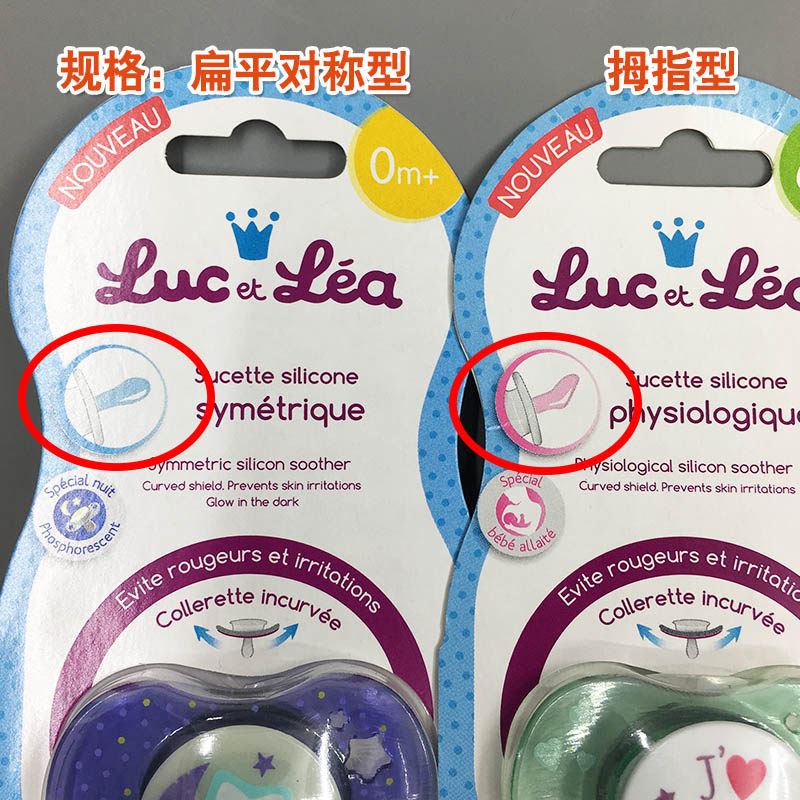 规格：扁平对称型
拇指型
NOUVEAU
0m+
Luc et Léa
Sucette silicone
symétrique
Symmetric silicon soother
Curved shield. Prevents skin irritations
Glow in the dark
Spécial nuit
Phosphorescent
Evite rougeurs et irritations
Collerette incurvée
NOUVEAU
Luc et Léa
Sucette silicone
physiologique
Physiological silicon soother
Curved shield. Prevents skin irritations
Spécial
bébé allaité
Evite rougeurs et irritatio
Collerette incurvée
J'